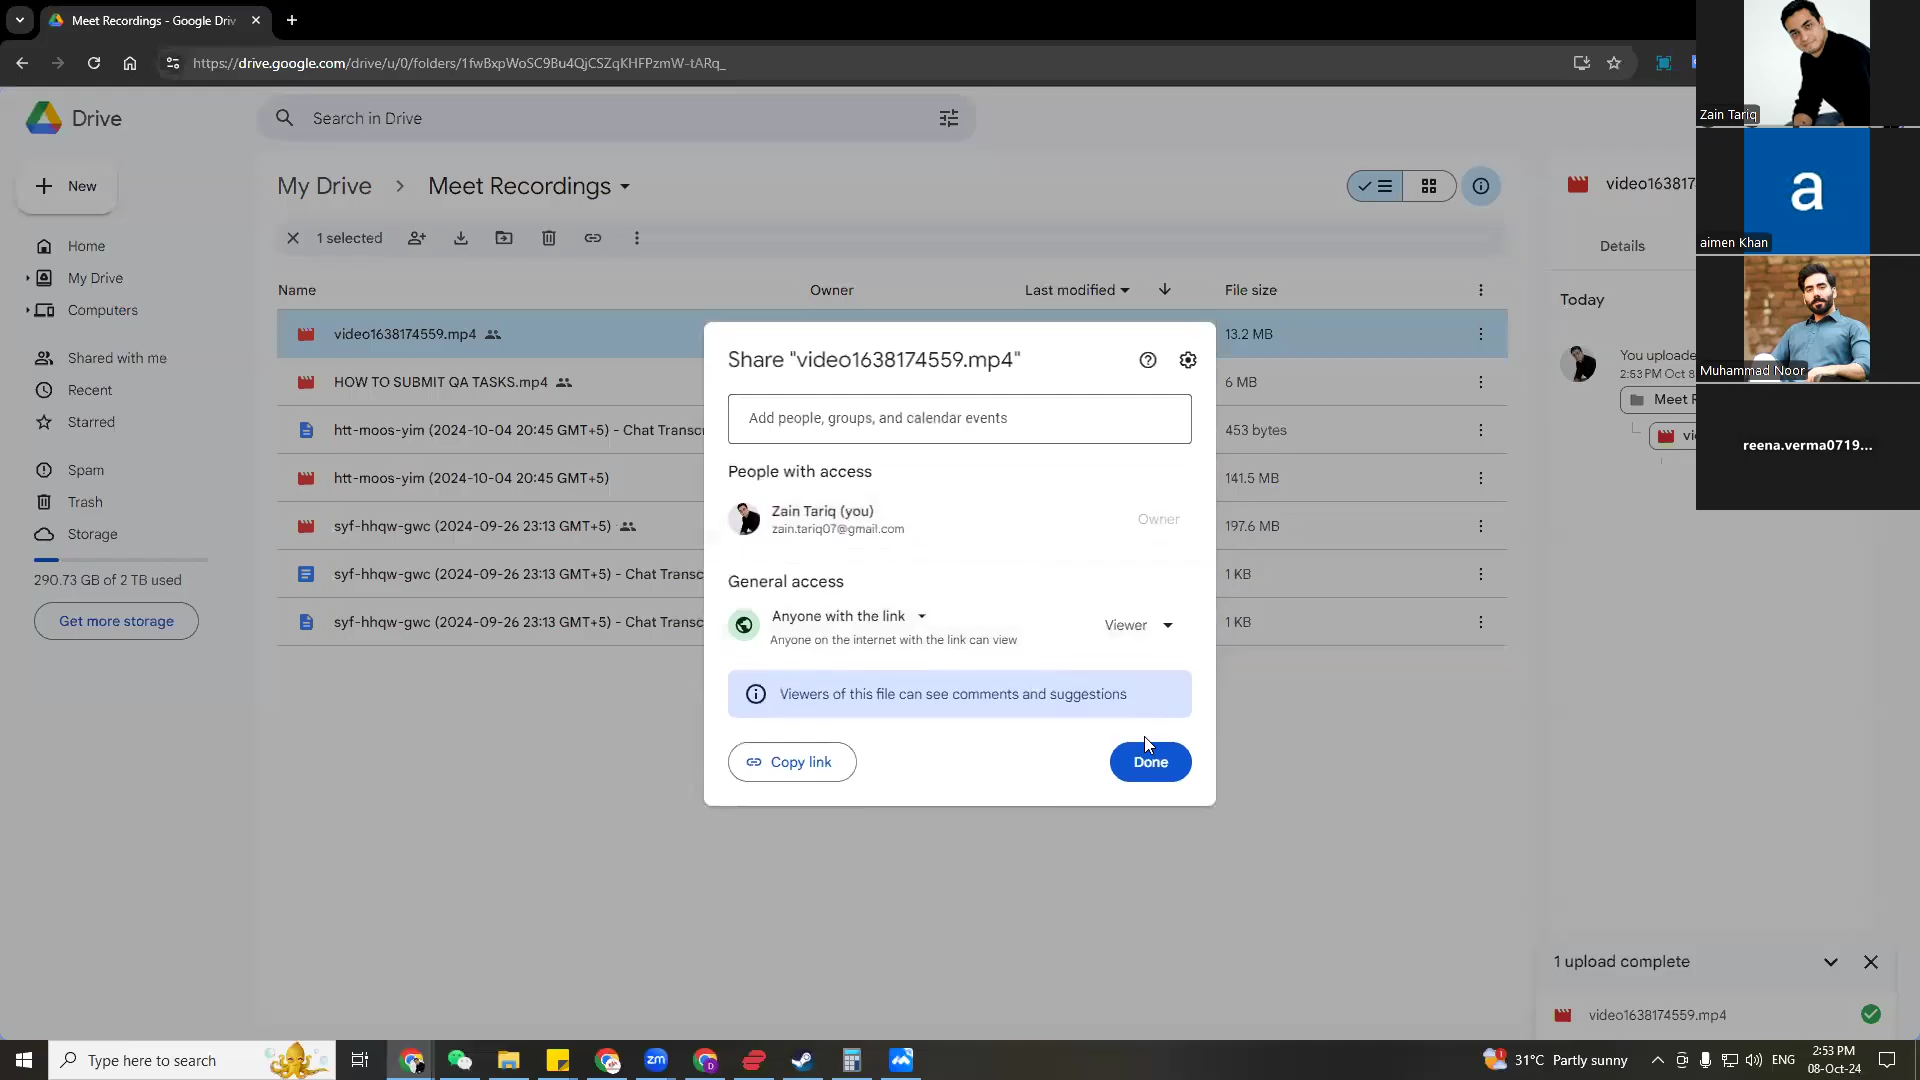 Meet Recordings - Google Driv
https://drive.google.com/drive/u/0/folders/1fwBxpWoSC9Bu4QjCSZqKHFPzmW-tARq_
Drive
Search in Drive
New
Home
My Drive
Computers
Shared with me
Recent
Starred
Spam
Trash
Storage
290.73 GB of 2 TB used
Get more storage
My Drive > Meet Recordings
1 selected
Name Owner Last modified File size
video1638174559.mp4 13.2 MB
HOW TO SUBMIT QA TASKS.mp4 6 MB
htt-moos-yim (2024-10-04 20:45 GMT+5) - Chat Transc 453 bytes
htt-moos-yim (2024-10-04 20:45 GMT+5) 141.5 MB
syf-hhqw-gwc (2024-09-26 23:13 GMT+5) 197.6 MB
syf-hhqw-gwc (2024-09-26 23:13 GMT+5) - Chat Transc 1 KB
syf-hhqw-gwc (2024-09-26 23:13 GMT+5) - Chat Transc 1 KB
Share "video1638174559.mp4"
Add people, groups, and calendar events
People with access
Zain Tariq (you)
zain.tariq07@gmail.com
Owner
General access
Anyone with the link
Anyone on the internet with the link can view
Viewer
Viewers of this file can see comments and suggestions
Copy link
Done
video163817
Details
Today
You uploade
2:53 PM Oct 8
Meet R
vi
Zain Tariq
a
aimen Khan
Muhammad Noor
reena.verma0719...
1 upload complete
video1638174559.mp4
Type here to search
zm
D
1
31°C Partly sunny
ENG
2:53 PM
08-Oct-24